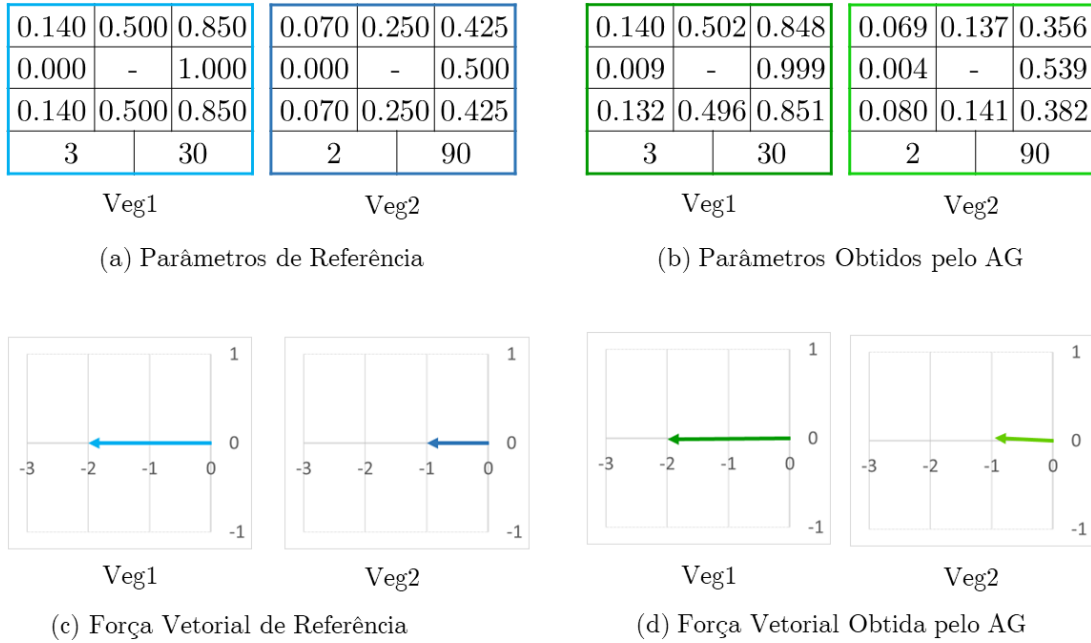 0.140 0.500 0.850 0.070 0.250 0.425 0.140 0.502 0.848 0.069 0.137 0.356
0.000 - 1.000 0.000 - 0.500 0.009 - 0.999 0.004 - 0.539
0.140 0.500 0.850 0.070 0.250 0.425 0.132 0.496 0.851 0.080 0.141 0.382
3 30 2 90 3 30 2 90
Veg1 Veg2 Veg1 Veg2
(a) Parâmetros de Referência (b) Parâmetros Obtidos pelo AG
1 1 1 1
0 0 0 0
-3 -2 -1 0 -3 -2 -1 0 -3 -2 -1 0 -3 -2 -1 0
-1 -1 -1 -1
Veg1 Veg2 Veg1 Veg2
(c) Força Vetorial de Referência (d) Força Vetorial Obtida pelo AG